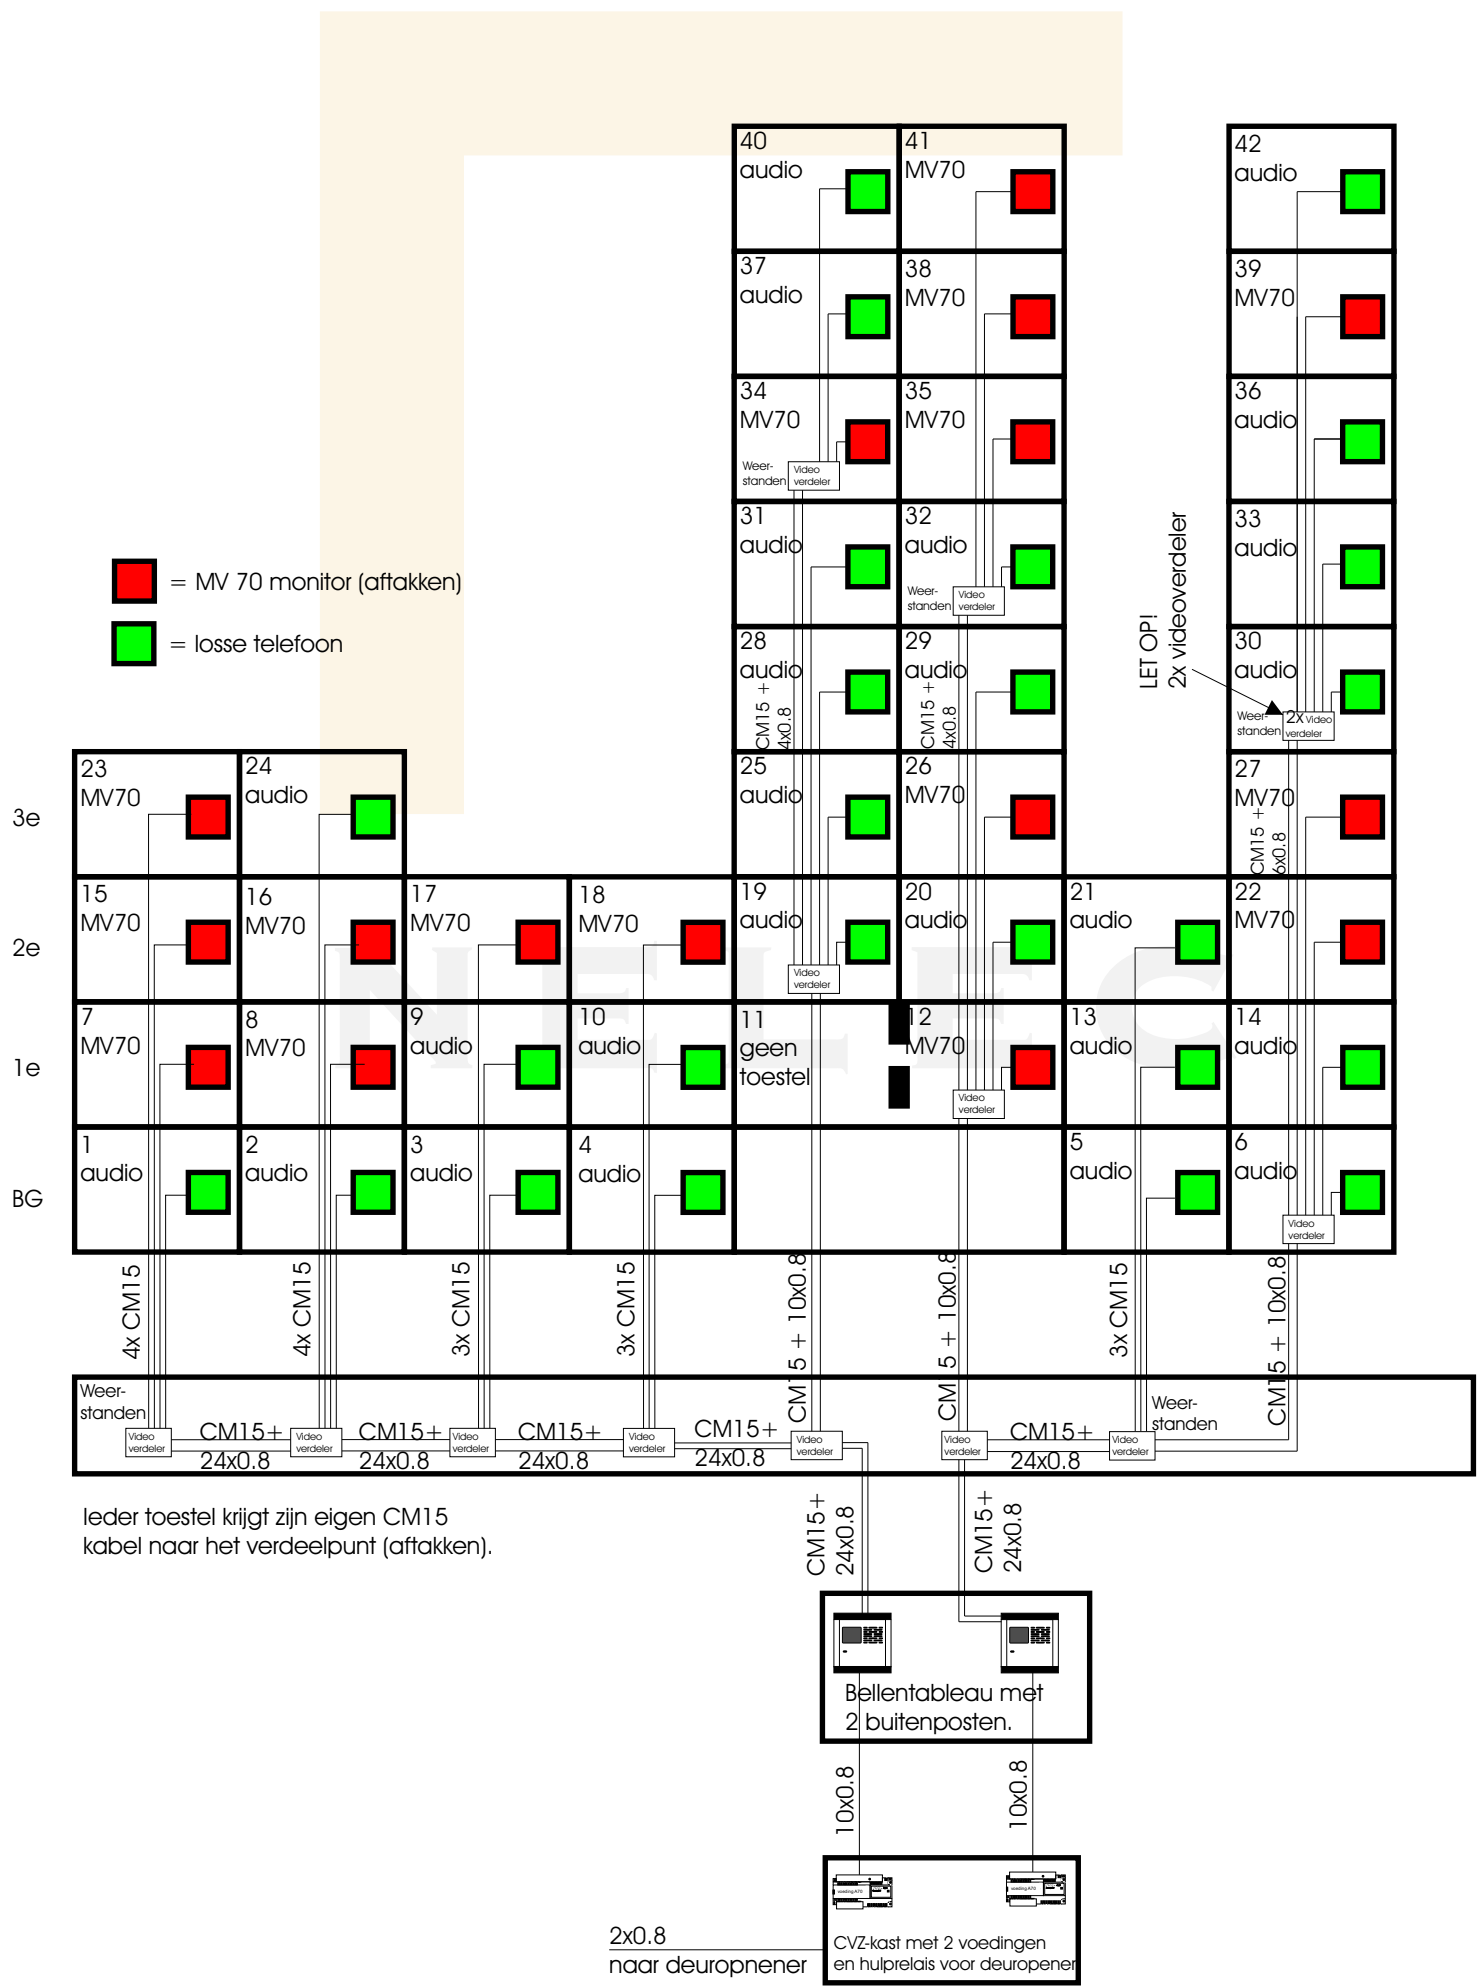 40
audio
41
MV70
42
audio
37
audio
38
MV70
39
MV70
34
MV70
Weer-
standen
Video
verdeler
35
MV70
36
audio
31
audio
32
audio
Weer-
standen
Video
verdeler
33
audio
= MV 70 monitor (aftakken)
= losse telefoon
LET OP!
2x videoverdeler
28
audio
CM15 +
4x0.8
29
audio
CM15 +
4x0.8
30
audio
Weer-
standen
2x Video
verdeler
3e
23
MV70
24
audio
25
audio
26
MV70
27
MV70
CM15 +
6x0.8
2e
15
MV70
16
MV70
17
MV70
18
MV70
19
audio
Video
verdeler
20
audio
21
audio
22
MV70
NELEC
1e
7
MV70
8
MV70
9
audio
10
audio
11
geen
toestel
12
MV70
Video
verdeler
13
audio
14
audio
BG
1
audio
2
audio
3
audio
4
audio
5
audio
6
audio
Video
verdeler
4x CM15
4x CM15
3x CM15
3x CM15
CM15 + 10x0.8
CM 5 + 10x0.8
3x CM15
CM15 + 10x0.8
Weer-
standen
Video
verdeler
CM15+
24x0.8
Video
verdeler
CM15+
24x0.8
Video
verdeler
CM15+
24x0.8
Video
verdeler
CM15+
24x0.8
Video
verdeler
Video
verdeler
CM15+
24x0.8
Video
verdeler
Weer-
standen
Ieder toestel krijgt zijn eigen CM15
kabel naar het verdeelpunt (aftakken).
CM15+
24x0.8
CM15+
24x0.8
Bellentableau met
2 buitenposten.
10x0.8
10x0.8
voeding A70
voeding A70
CVZ-kast met 2 voedingen
en hulprelais voor deuropener
2x0.8
naar deuropnener